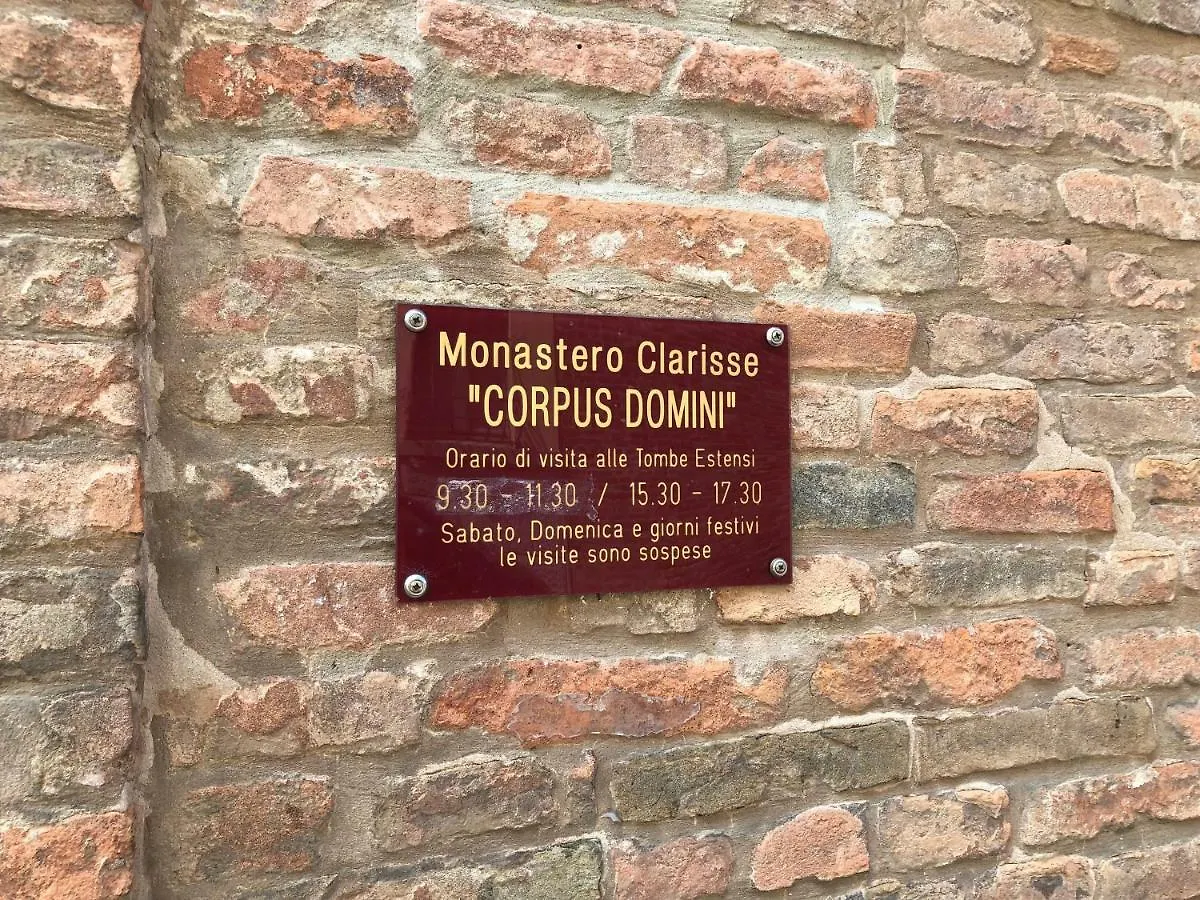 Monastero Clarisse
"CORPUS DOMINI"
Orario di visita alle Tombe Estensi
9.30 - 11.30 / 15.30 - 17.30
Sabato, Domenica e giorni festivi
le visite sono sospese